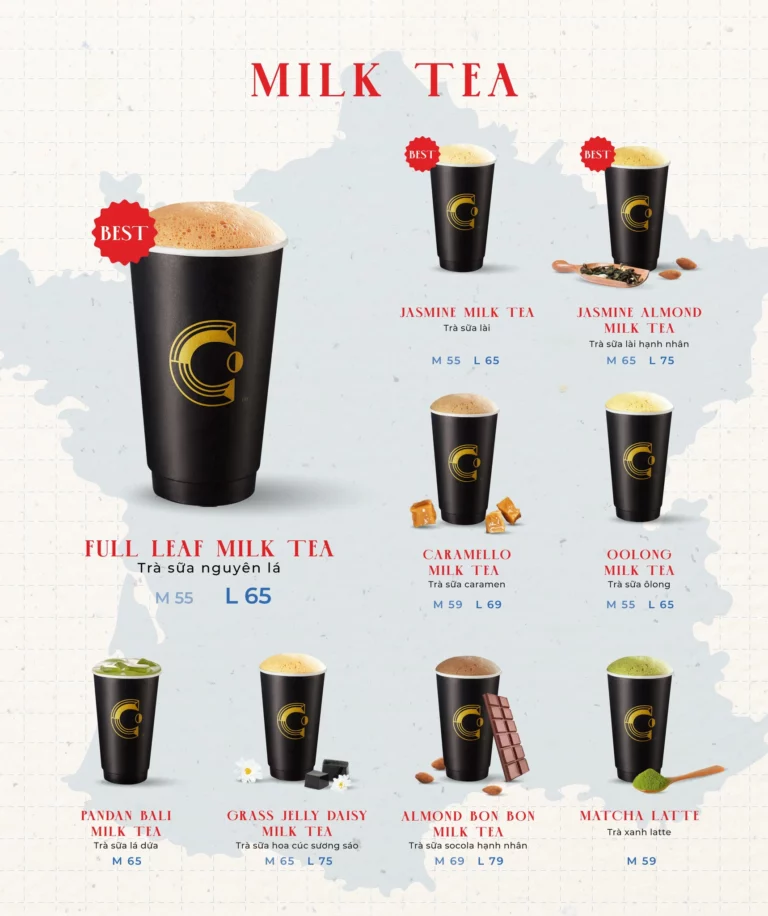 MILK TEA
BEST
FULL LEAF MILK TEA
Trà sữa nguyên lá
M 55 L 65
BEST
JASMINE MILK TEA
Trà sữa lài
M 55 L 65
BEST
JASMINE ALMOND
MILK TEA
Trà sữa lài hạnh nhân
M 65 L 75
CARAMELLO
MILK TEA
Trà sữa caramen
M 59 L 69
OOLONG
MILK TEA
Trà sữa ôlong
M 55 L 65
PANDAN BALI
MILK TEA
Trà sữa lá dứa
M 65
GRASS JELLY DAISY
MILK TEA
Trà sữa hoa cúc sương sáo
M 65 L 75
ALMOND BON BON
MILK TEA
Trà sữa socola hạnh nhân
M 69 L 79
MATCHA LATTE
Trà xanh latte
M 59